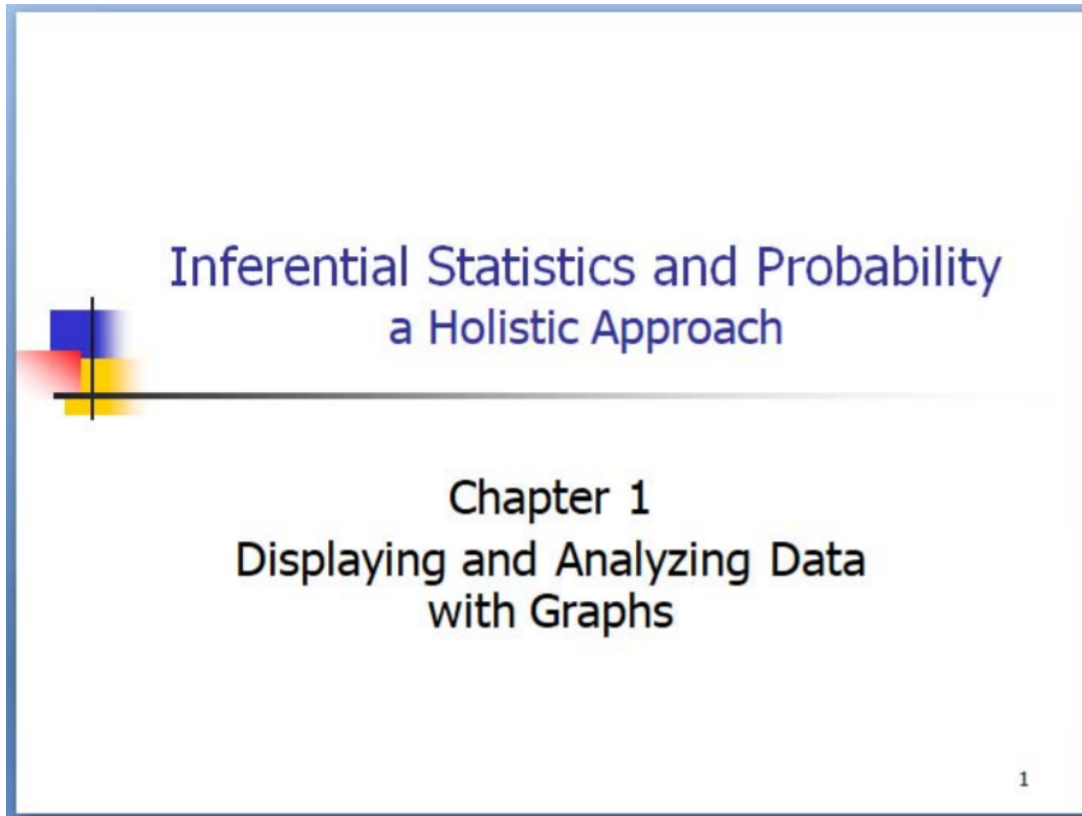 Inferential Statistics and Probability
a Holistic Approach
Chapter 1
Displaying and Analyzing Data
with Graphs
1